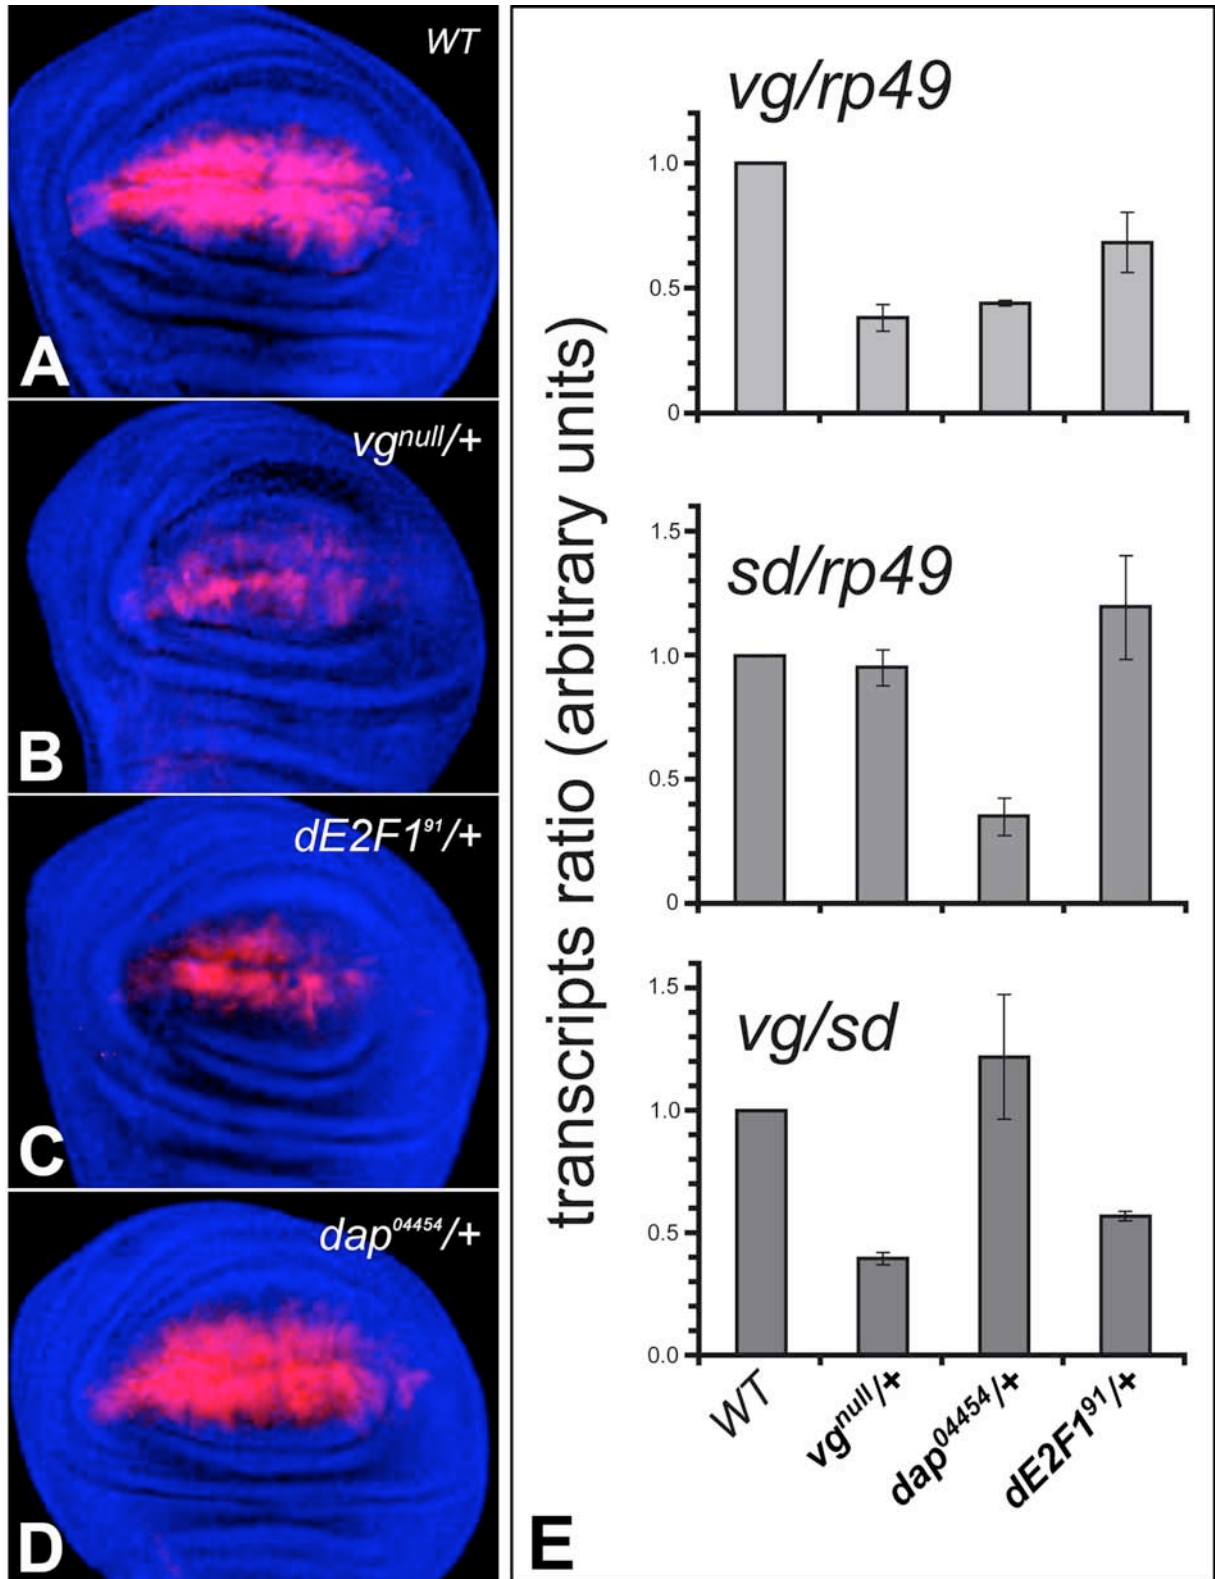 WT
A
vg^null/+
B
dE2F1^91/+
C
dap^04454/+
D
transcripts ratio (arbitrary units)
vg/rp49
1.0
0.5
0
sd/rp49
1.5
1.0
0.5
0
vg/sd
1.5
1.0
0.5
0.0
WT
vg^null/+
dap^04454/+
dE2F1^91/+
E